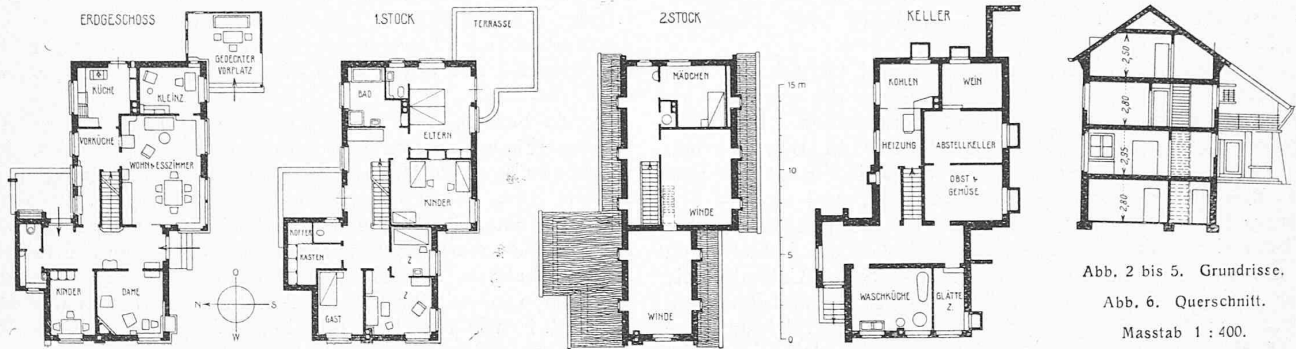 ERDGESCHOSS
GEDECKTER
VORPLATZ
KÜCHE
KLEINZ.
VORKÜCHE
WOHN & ESSZIMMER
KINDER
DAME
O
N
S
W
1.STOCK
TERRASSE
BAD
ELTERN
KINDER
KOFFER
KASTEN
Z
1.
Z
GAST
2.STOCK
MÄDCHEN
WINDE
WINDE
15 m
10
5
0
KELLER
KOHLEN
WEIN
HEIZUNG
ABSTELLKELLER
OBST &
GEMÜSE
WASCHKÜCHE
GLÄTTE
Z.
2,50
2,80
2,95
2,80
Abb. 2 bis 5. Grundrisse.
Abb. 6. Querschnitt.
Masstab 1 : 400.